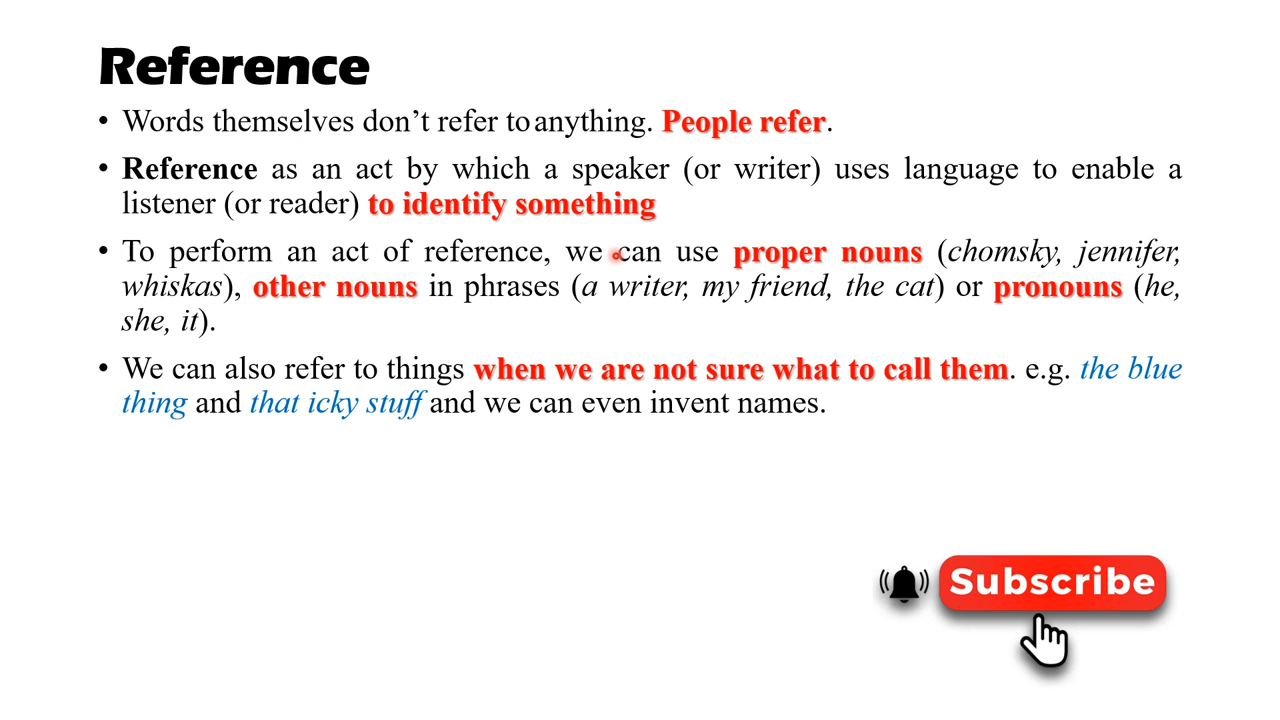 Reference
• Words themselves don’t refer to anything. People refer.
• Reference as an act by which a speaker (or writer) uses language to enable a
listener (or reader) to identify something
• To perform an act of reference, we can use proper nouns (chomsky, jennifer,
whiskas), other nouns in phrases (a writer, my friend, the cat) or pronouns (he,
she, it).
• We can also refer to things when we are not sure what to call them. e.g. the blue
thing and that icky stuff and we can even invent names.
Subscribe